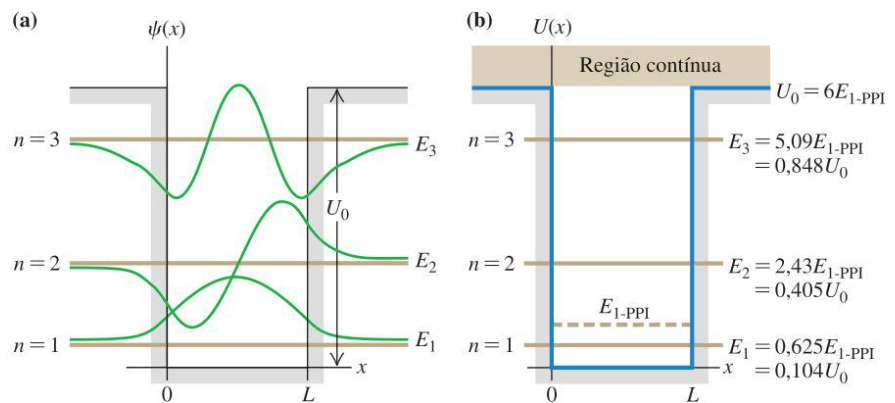 (a)
ψ(x)
n = 3
E₃
U₀
n = 2
E₂
n = 1
E₁
x
0
L
(b)
U(x)
Região contínua
U₀ = 6E₁₋PPI
n = 3
E₃ = 5,09E₁₋PPI
= 0,848U₀
n = 2
E₂ = 2,43E₁₋PPI
= 0,405U₀
E₁₋PPI
n = 1
E₁ = 0,625E₁₋PPI
x
= 0,104U₀
0
L